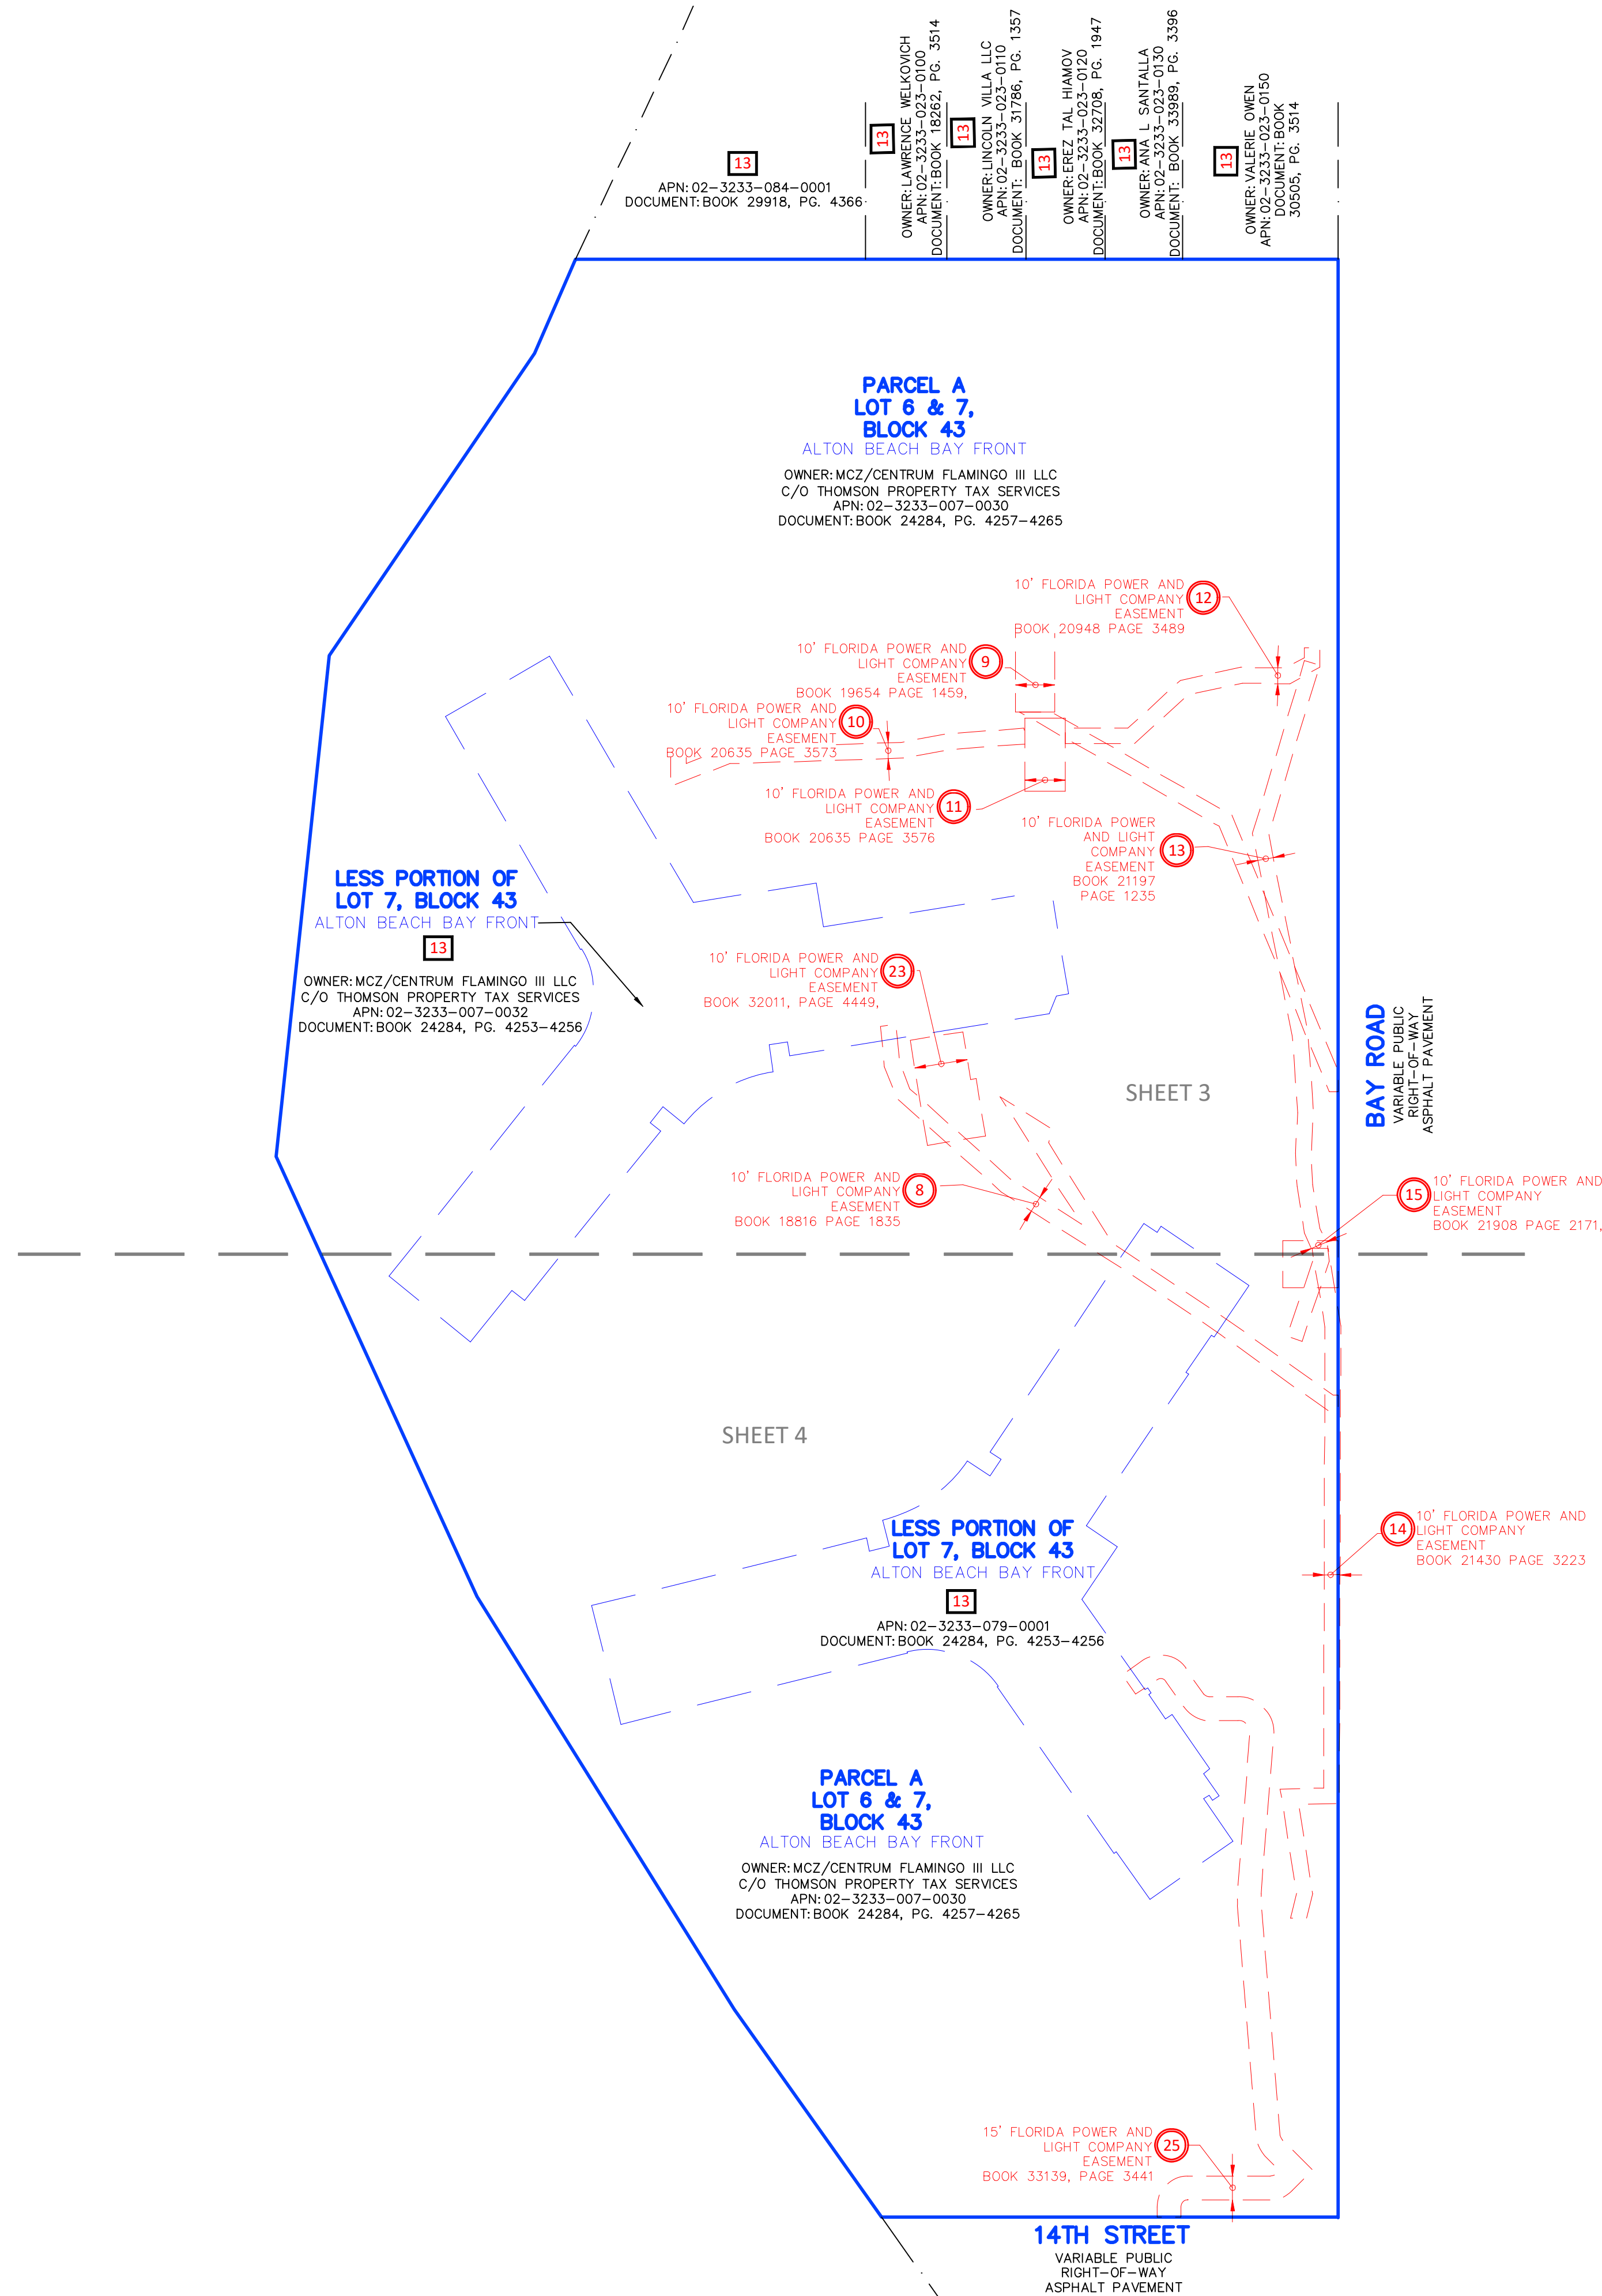 13
APN: 02-3233-084-0001
DOCUMENT: BOOK 29918, PG. 4366
13
OWNER: LAWRENCE WELKOVICH
APN: 02-3233-023-0100
DOCUMENT: BOOK 18262, PG. 3514
13
OWNER: LINCOLN VILLA LLC
APN: 02-3233-023-0110
DOCUMENT: BOOK 31786, PG. 1357
13
OWNER: EREZ TAL HIAMOV
APN: 02-3233-023-0120
DOCUMENT: BOOK 32708, PG. 1947
13
OWNER: ANA L SANTALLA
APN: 02-3233-023-0130
DOCUMENT: BOOK 33989, PG. 3396
13
OWNER: VALERIE OWEN
APN: 02-3233-023-0150
DOCUMENT: BOOK
30505, PG. 3514
PARCEL A
LOT 6 & 7,
BLOCK 43
ALTON BEACH BAY FRONT
OWNER: MCZ/CENTRUM FLAMINGO III LLC
C/O THOMSON PROPERTY TAX SERVICES
APN: 02-3233-007-0030
DOCUMENT: BOOK 24284, PG. 4257-4265
10' FLORIDA POWER AND
LIGHT COMPANY
EASEMENT
BOOK 20948 PAGE 3489
12
10' FLORIDA POWER AND
LIGHT COMPANY
EASEMENT
BOOK 19654 PAGE 1459,
9
10' FLORIDA POWER AND
LIGHT COMPANY
EASEMENT
BOOK 20635 PAGE 3573
10
10' FLORIDA POWER AND
LIGHT COMPANY
EASEMENT
BOOK 20635 PAGE 3576
11
10' FLORIDA POWER
AND LIGHT
COMPANY
EASEMENT
BOOK 21197
PAGE 1235
13
LESS PORTION OF
LOT 7, BLOCK 43
ALTON BEACH BAY FRONT
13
OWNER: MCZ/CENTRUM FLAMINGO III LLC
C/O THOMSON PROPERTY TAX SERVICES
APN: 02-3233-007-0032
DOCUMENT: BOOK 24284, PG. 4253-4256
10' FLORIDA POWER AND
LIGHT COMPANY
EASEMENT
BOOK 32011, PAGE 4449,
23
SHEET 3
BAY ROAD
VARIABLE PUBLIC
RIGHT-OF-WAY
ASPHALT PAVEMENT
10' FLORIDA POWER AND
LIGHT COMPANY
EASEMENT
BOOK 18816 PAGE 1835
8
15
10' FLORIDA POWER AND
LIGHT COMPANY
EASEMENT
BOOK 21908 PAGE 2171,
SHEET 4
14
10' FLORIDA POWER AND
LIGHT COMPANY
EASEMENT
BOOK 21430 PAGE 3223
LESS PORTION OF
LOT 7, BLOCK 43
ALTON BEACH BAY FRONT
13
APN: 02-3233-079-0001
DOCUMENT: BOOK 24284, PG. 4253-4256
PARCEL A
LOT 6 & 7,
BLOCK 43
ALTON BEACH BAY FRONT
OWNER: MCZ/CENTRUM FLAMINGO III LLC
C/O THOMSON PROPERTY TAX SERVICES
APN: 02-3233-007-0030
DOCUMENT: BOOK 24284, PG. 4257-4265
15' FLORIDA POWER AND
LIGHT COMPANY
EASEMENT
BOOK 33139, PAGE 3441
25
14TH STREET
VARIABLE PUBLIC
RIGHT-OF-WAY
ASPHALT PAVEMENT